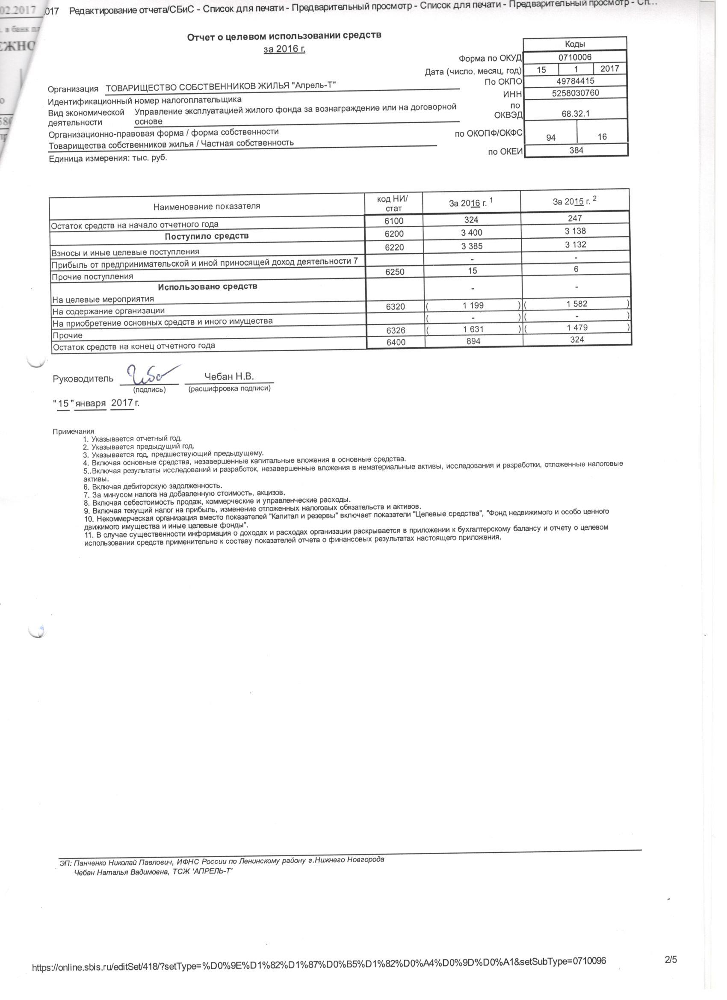 02.2017
. в банк пл
ЕЖНО
.017 Редактирование отчета/СБиС - Список для печати - Предварительный просмотр - Список для печати - Предварительный просмотр - Сп...
Отчет о целевом использовании средств
за 2016 г.
Коды
Форма по ОКУД 0710006
Дата (число, месяц, год) 15 1 2017
По ОКПО 49784415
Организация ТОВАРИЩЕСТВО СОБСТВЕННИКОВ ЖИЛЬЯ "Апрель-Т"
Идентификационный номер налогоплательщика ИНН 5258030760
Вид экономической деятельности Управление эксплуатацией жилого фонда за вознаграждение или на договорной основе
по ОКВЭД 68.32.1
Организационно-правовая форма / форма собственности
Товарищества собственников жилья / Частная собственность
по ОКОПФ/ОКФС 94 16
Единица измерения: тыс. руб. по ОКЕИ 384
Наименование показателя код НИ/стат За 2016 г. 1 За 2015 г. 2
Остаток средств на начало отчетного года 6100 324 247
Поступило средств 6200 3 400 3 138
Взносы и иные целевые поступления 6220 3 385 3 132
Прибыль от предпринимательской и иной приносящей доход деятельности 7 - -
Прочие поступления 6250 15 6
Использовано средств
На целевые мероприятия - -
На содержание организации 6320 ( 1 199 ) ( 1 582 )
На приобретение основных средств и иного имущества ( - ) ( - )
Прочие 6326 ( 1 631 ) ( 1 479 )
Остаток средств на конец отчетного года 6400 894 324
Руководитель Чебан Н.В.
(подпись) (расшифровка подписи)
"15" января 2017 г.
Примечания
1. Указывается отчетный год.
2. Указывается предыдущий год.
3. Указывается год, предшествующий предыдущему.
4. Включая основные средства, незавершенные капитальные вложения в основные средства.
5..Включая результаты исследований и разработок, незавершенные вложения в нематериальные активы, исследования и разработки, отложенные налоговые
активы.
6. Включая дебиторскую задолженность.
7. За минусом налога на добавленную стоимость, акцизов.
8. Включая себестоимость продаж, коммерческие и управленческие расходы.
9. Включая текущий налог на прибыль, изменение отложенных налоговых обязательств и активов.
10. Некоммерческая организация вместо показателей "Капитал и резервы" включает показатели "Целевые средства", "Фонд недвижимого и особо ценного
движимого имущества и иные целевые фонды".
11. В случае существенности информация о доходах и расходах организации раскрывается в приложении к бухгалтерскому балансу и отчету о целевом
использовании средств применительно к составу показателей отчета о финансовых результатах настоящего приложения.
ЭП: Панченко Николай Павлович, ИФНС России по Ленинскому району г.Нижнего Новгорода
Чебан Наталья Вадимовна, ТСЖ 'АПРЕЛЬ-Т'
https://online.sbis.ru/editSet/418/?setType=%D0%9E%D1%82%D1%87%D0%B5%D1%82%D0%A4%D0%9D%D0%A1&setSubType=0710096 2/5